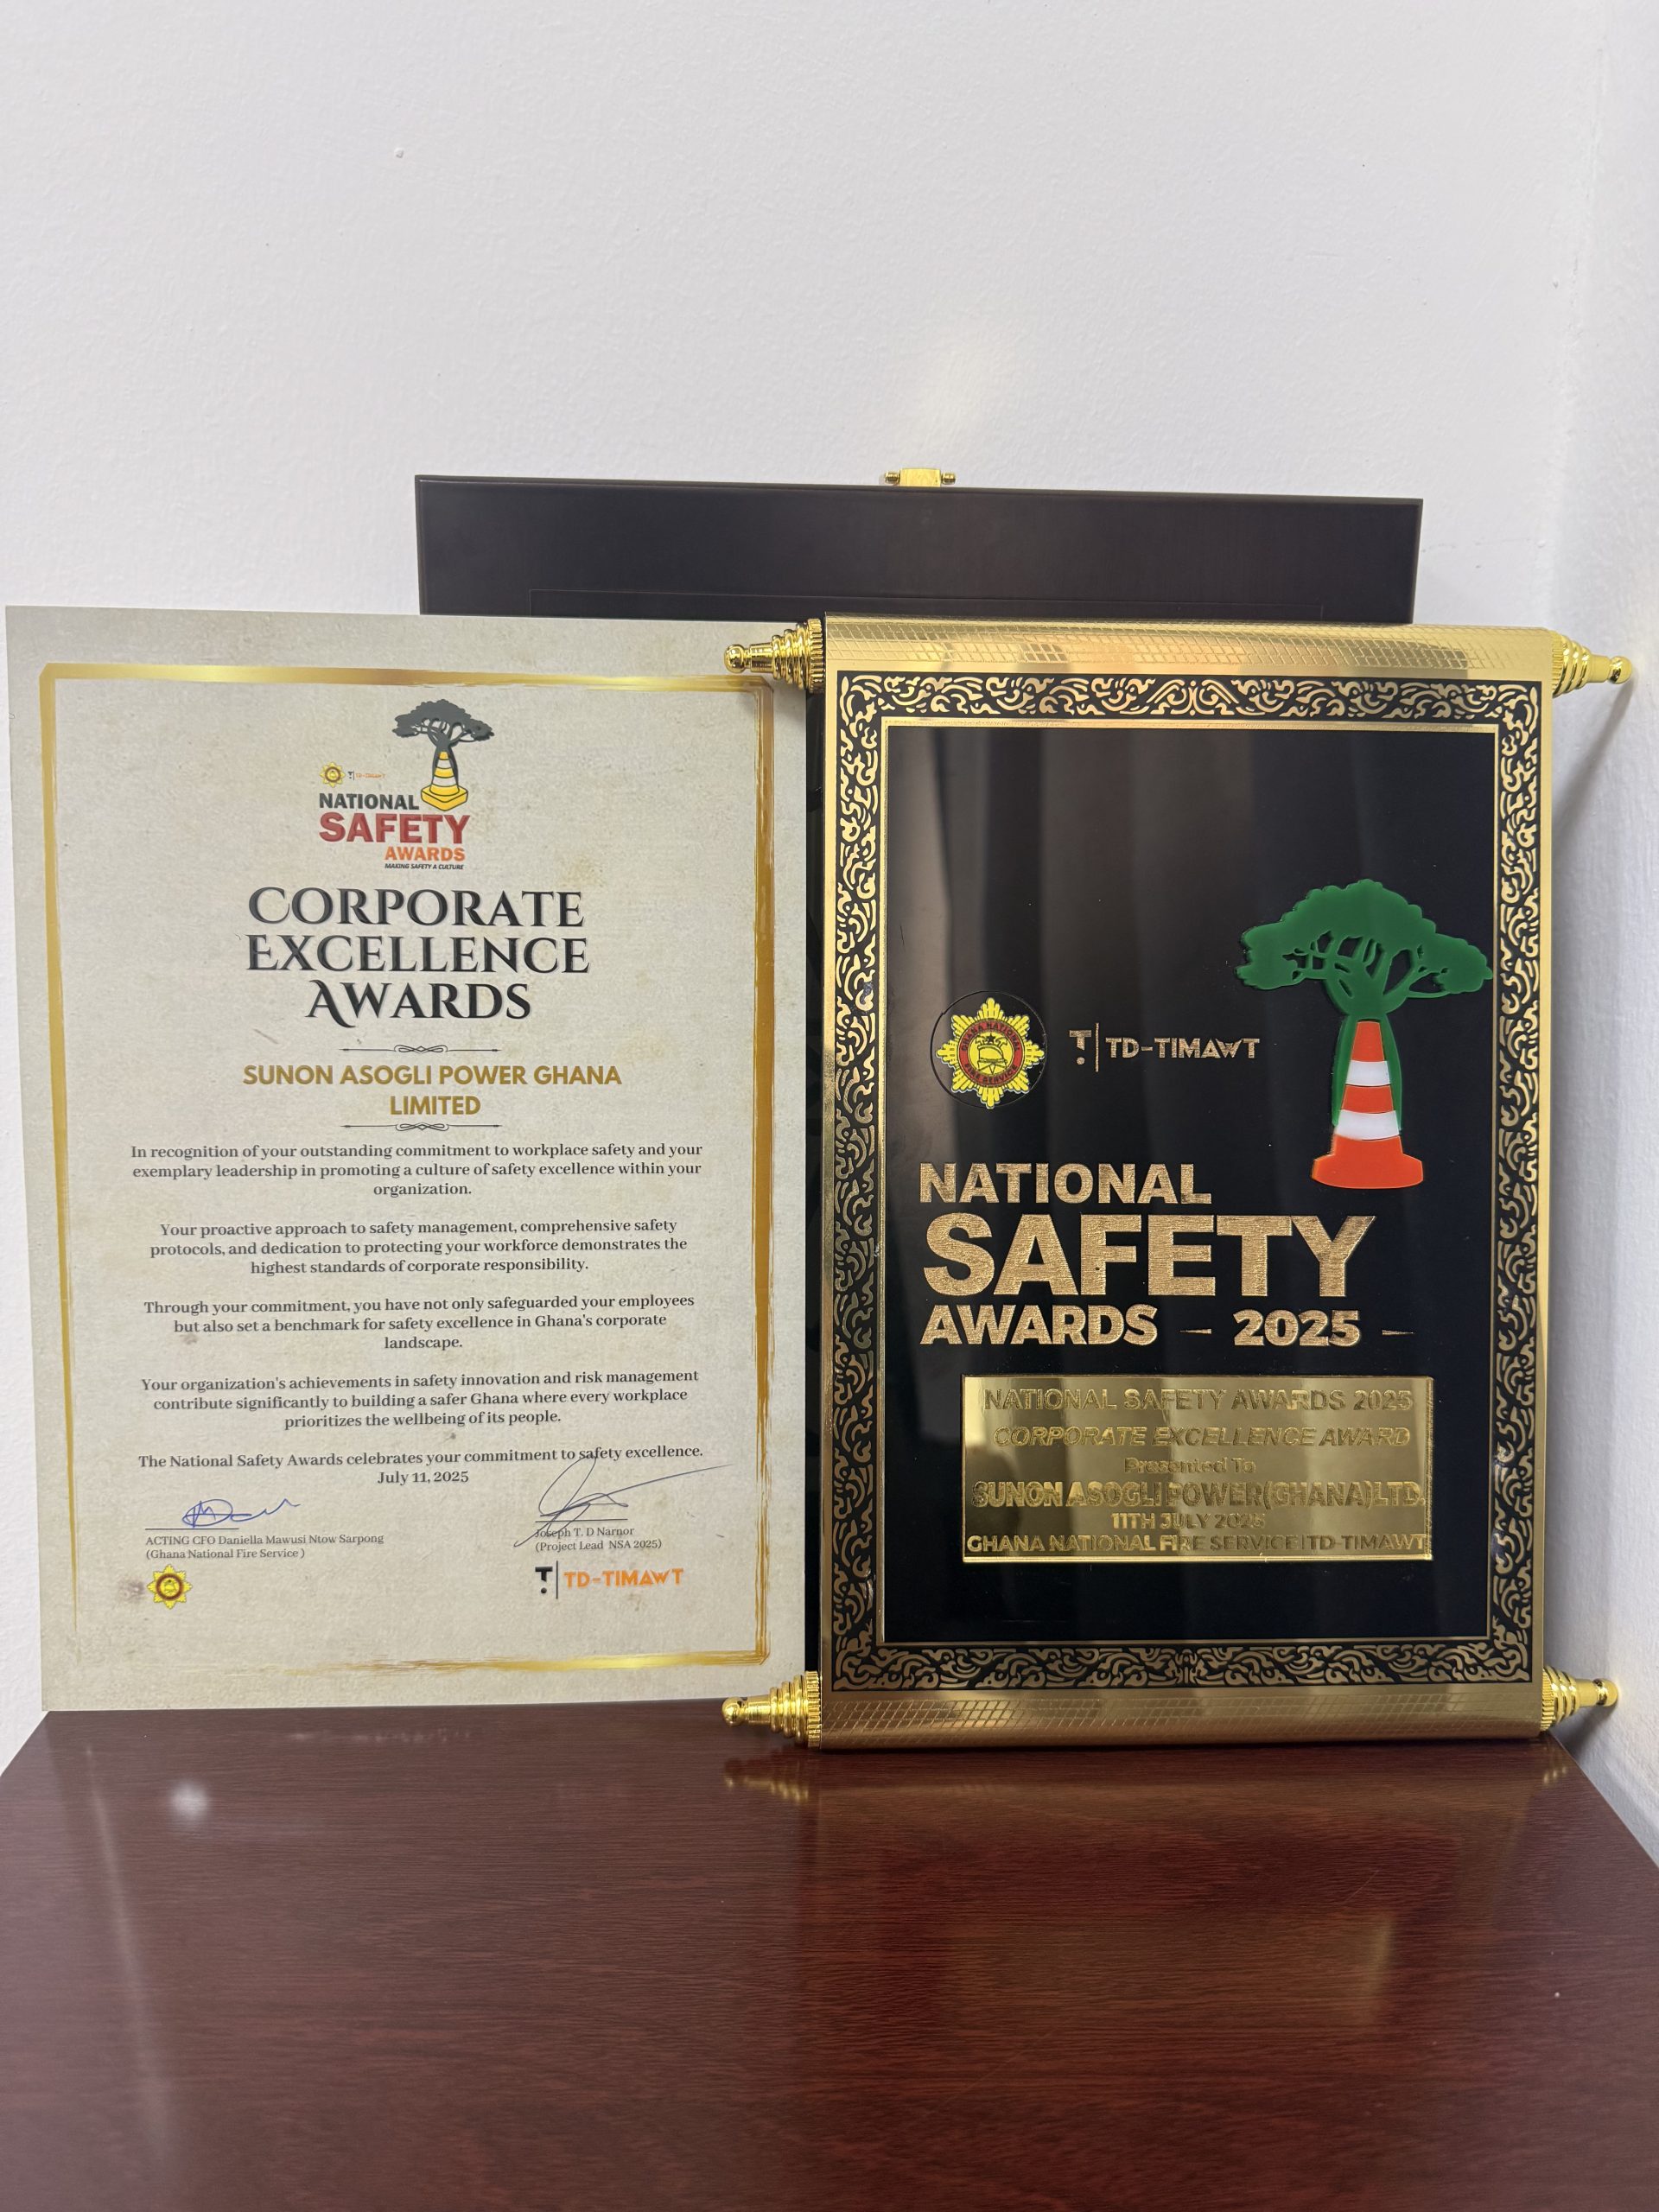 TD-TIMAWT
NATIONAL
SAFETY
AWARDS
MAKING SAFETY A CULTURE
CORPORATE
EXCELLENCE
AWARDS
SUNON ASOGLI POWER GHANA
LIMITED
In recognition of your outstanding commitment to workplace safety and your
exemplary leadership in promoting a culture of safety excellence within your
organization.
Your proactive approach to safety management, comprehensive safety
protocols, and dedication to protecting your workforce demonstrates the
highest standards of corporate responsibility.
Through your commitment, you have not only safeguarded your employees
but also set a benchmark for safety excellence in Ghana's corporate
landscape.
Your organization's achievements in safety innovation and risk management
contribute significantly to building a safer Ghana where every workplace
prioritizes the wellbeing of its people.
The National Safety Awards celebrates your commitment to safety excellence.
July 11, 2025
ACTING CFO Daniella Mawusi Ntow Sarpong
(Ghana National Fire Service )
Joseph T. D Narnor
(Project Lead NSA 2025)
T. TD-TIMAWT
GHANA NATIONAL
FIRE SERVICE
T. TD-TIMAWT
NATIONAL
SAFETY
AWARDS - 2025 -
NATIONAL SAFETY AWARDS 2025
CORPORATE EXCELLENCE AWARD
Presented To
SUNON ASOGLI POWER(GHANA)LTD.
11TH JULY 2025
GHANA NATIONAL FIRE SERVICE|TD-TIMAWT